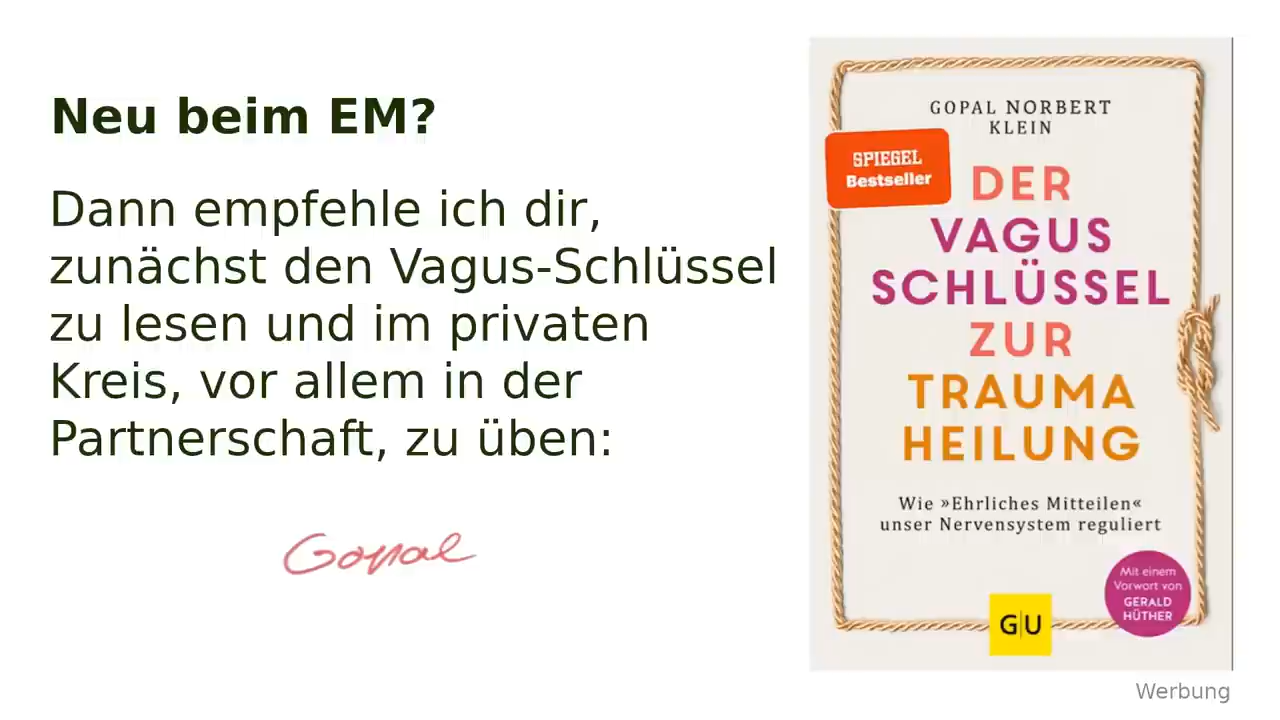 Neu beim EM?
Dann empfehle ich dir,
zunächst den Vagus-Schlüssel
zu lesen und im privaten
Kreis, vor allem in der
Partnerschaft, zu üben:
Gopal
GOPAL NORBERT
KLEIN
SPIEGEL
Bestseller
DER
VAGUS
SCHLÜSSEL
ZUR
TRAUMA
HEILUNG
Wie »Ehrliches Mitteilen«
unser Nervensystem reguliert
Mit einem
Vorwort von
GERALD
HÜTHER
G|U
Werbung